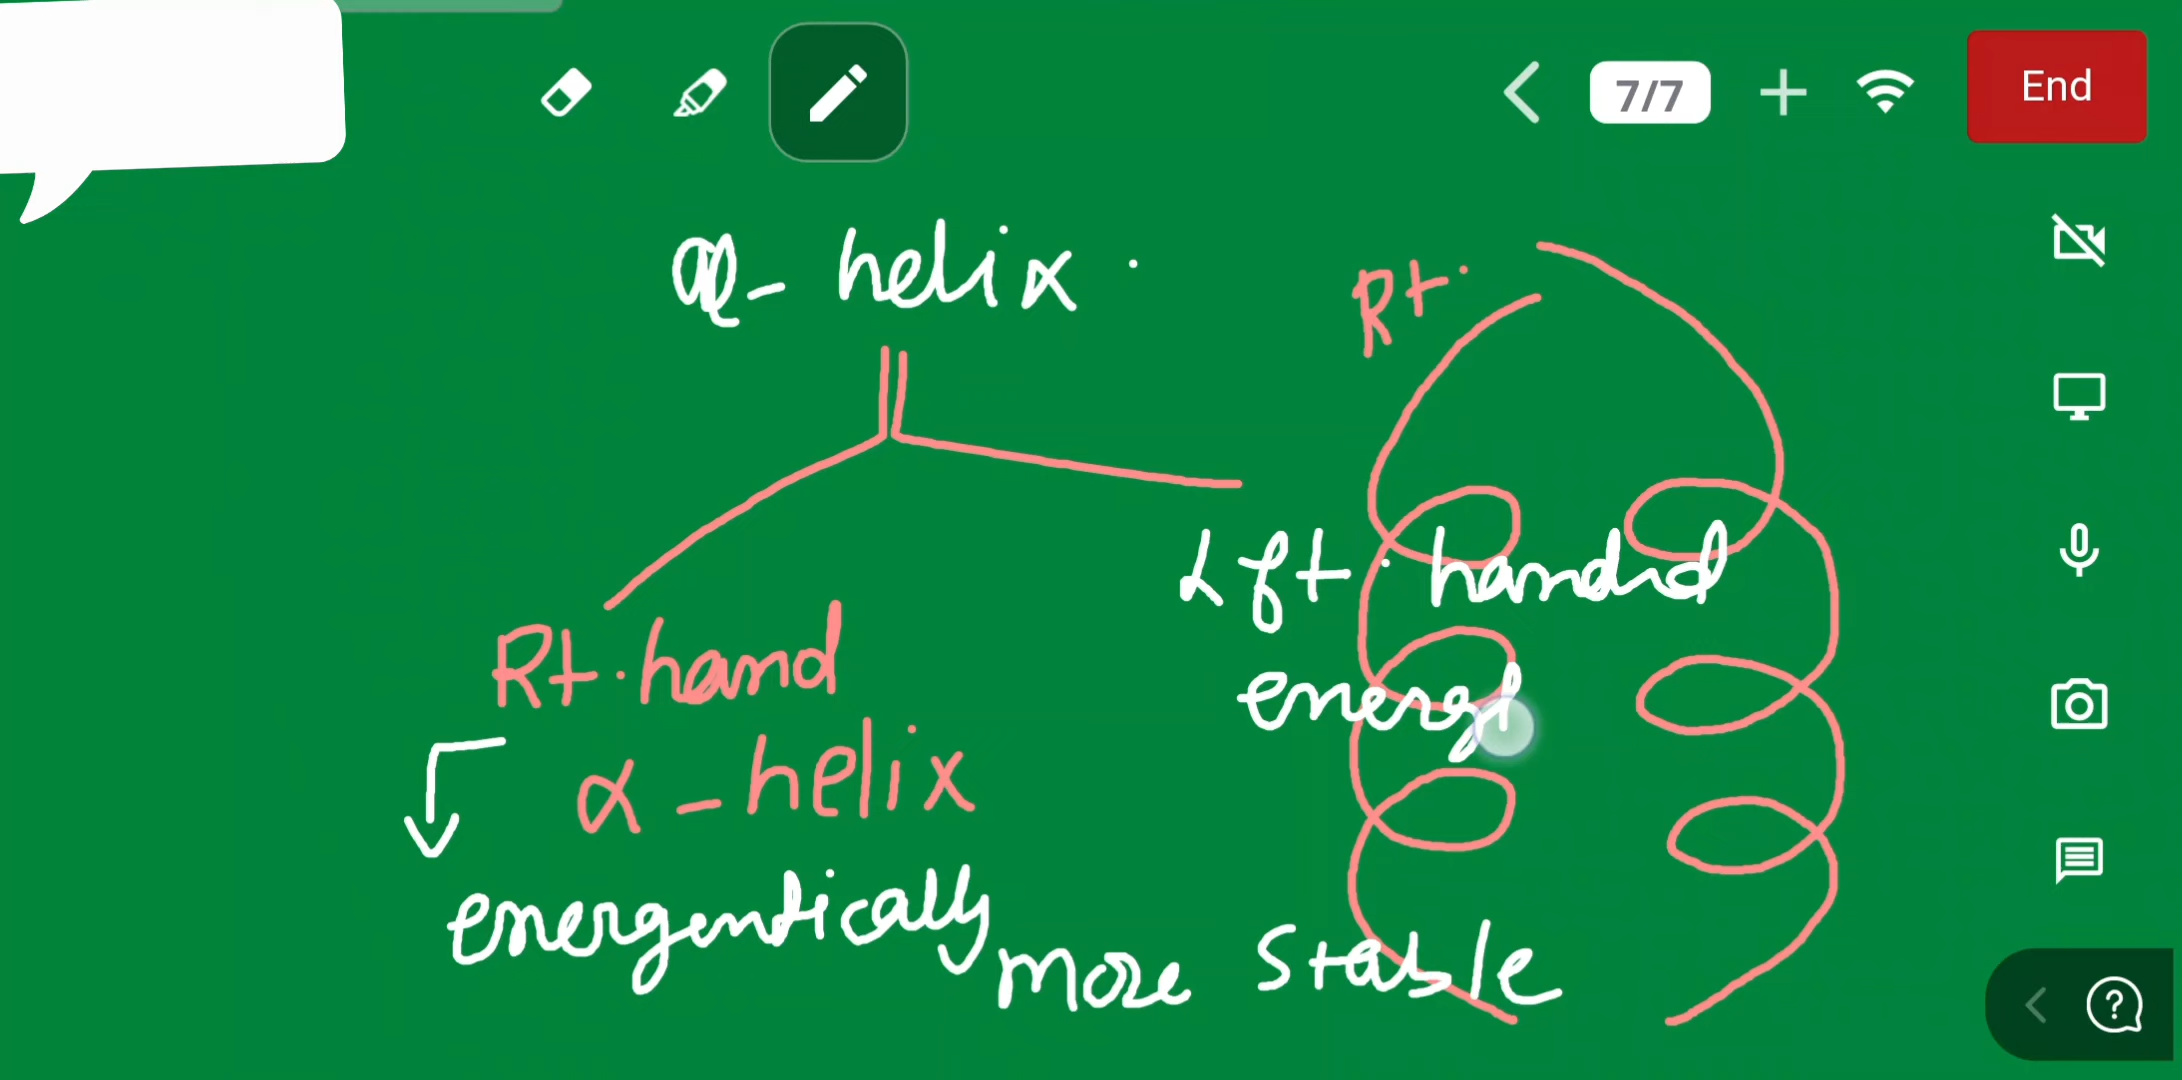 7/7
End
α- helix .
Rt.
Lft. handed
energ
Rt. hand
α - helix
energentically more stable